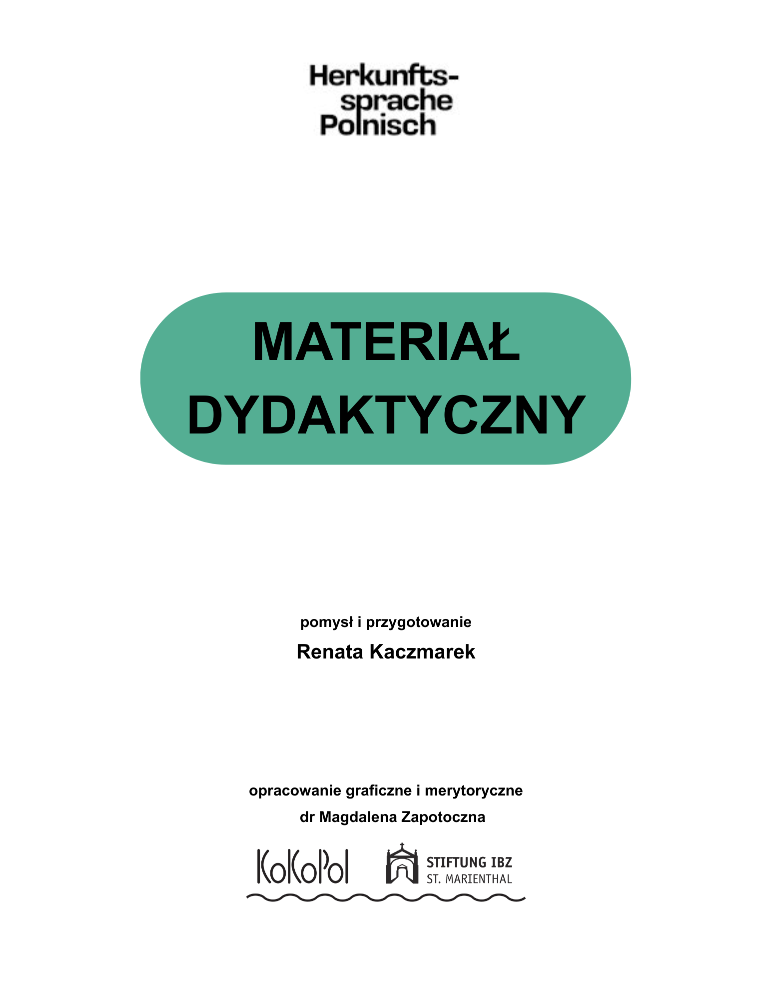 Herkunfts-
sprache
Polnisch
MATERIAŁ
DYDAKTYCZNY
pomysł i przygotowanie
Renata Kaczmarek
opracowanie graficzne i merytoryczne
dr Magdalena Zapotoczna
KoKoPol
STIFTUNG IBZ
ST. MARIENTHAL